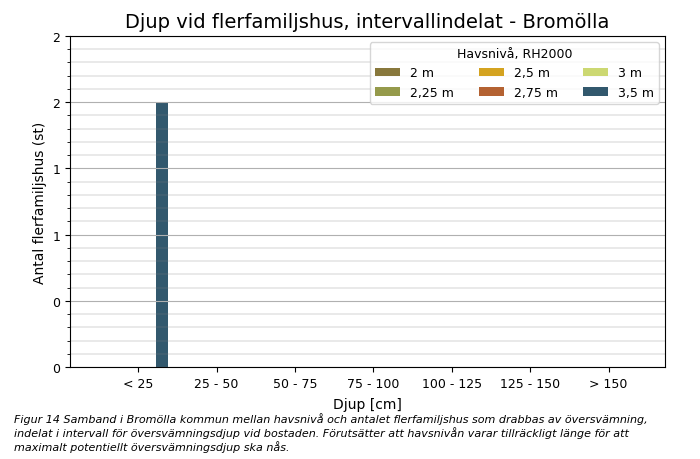 Djup vid flerfamiljshus, intervallindelat - Bromölla
Havsnivå, RH2000
2 m 2,5 m 3 m
2,25 m 2,75 m 3,5 m
Antal flerfamiljshus (st)
2
2
1
1
0
0
< 25 25 - 50 50 - 75 75 - 100 100 - 125 125 - 150 > 150
Djup [cm]
Figur 14 Samband i Bromölla kommun mellan havsnivå och antalet flerfamiljshus som drabbas av översvämning,
indelat i intervall för översvämningsdjup vid bostaden. Förutsätter att havsnivån varar tillräckligt länge för att
maximalt potentiellt översvämningsdjup ska nås.